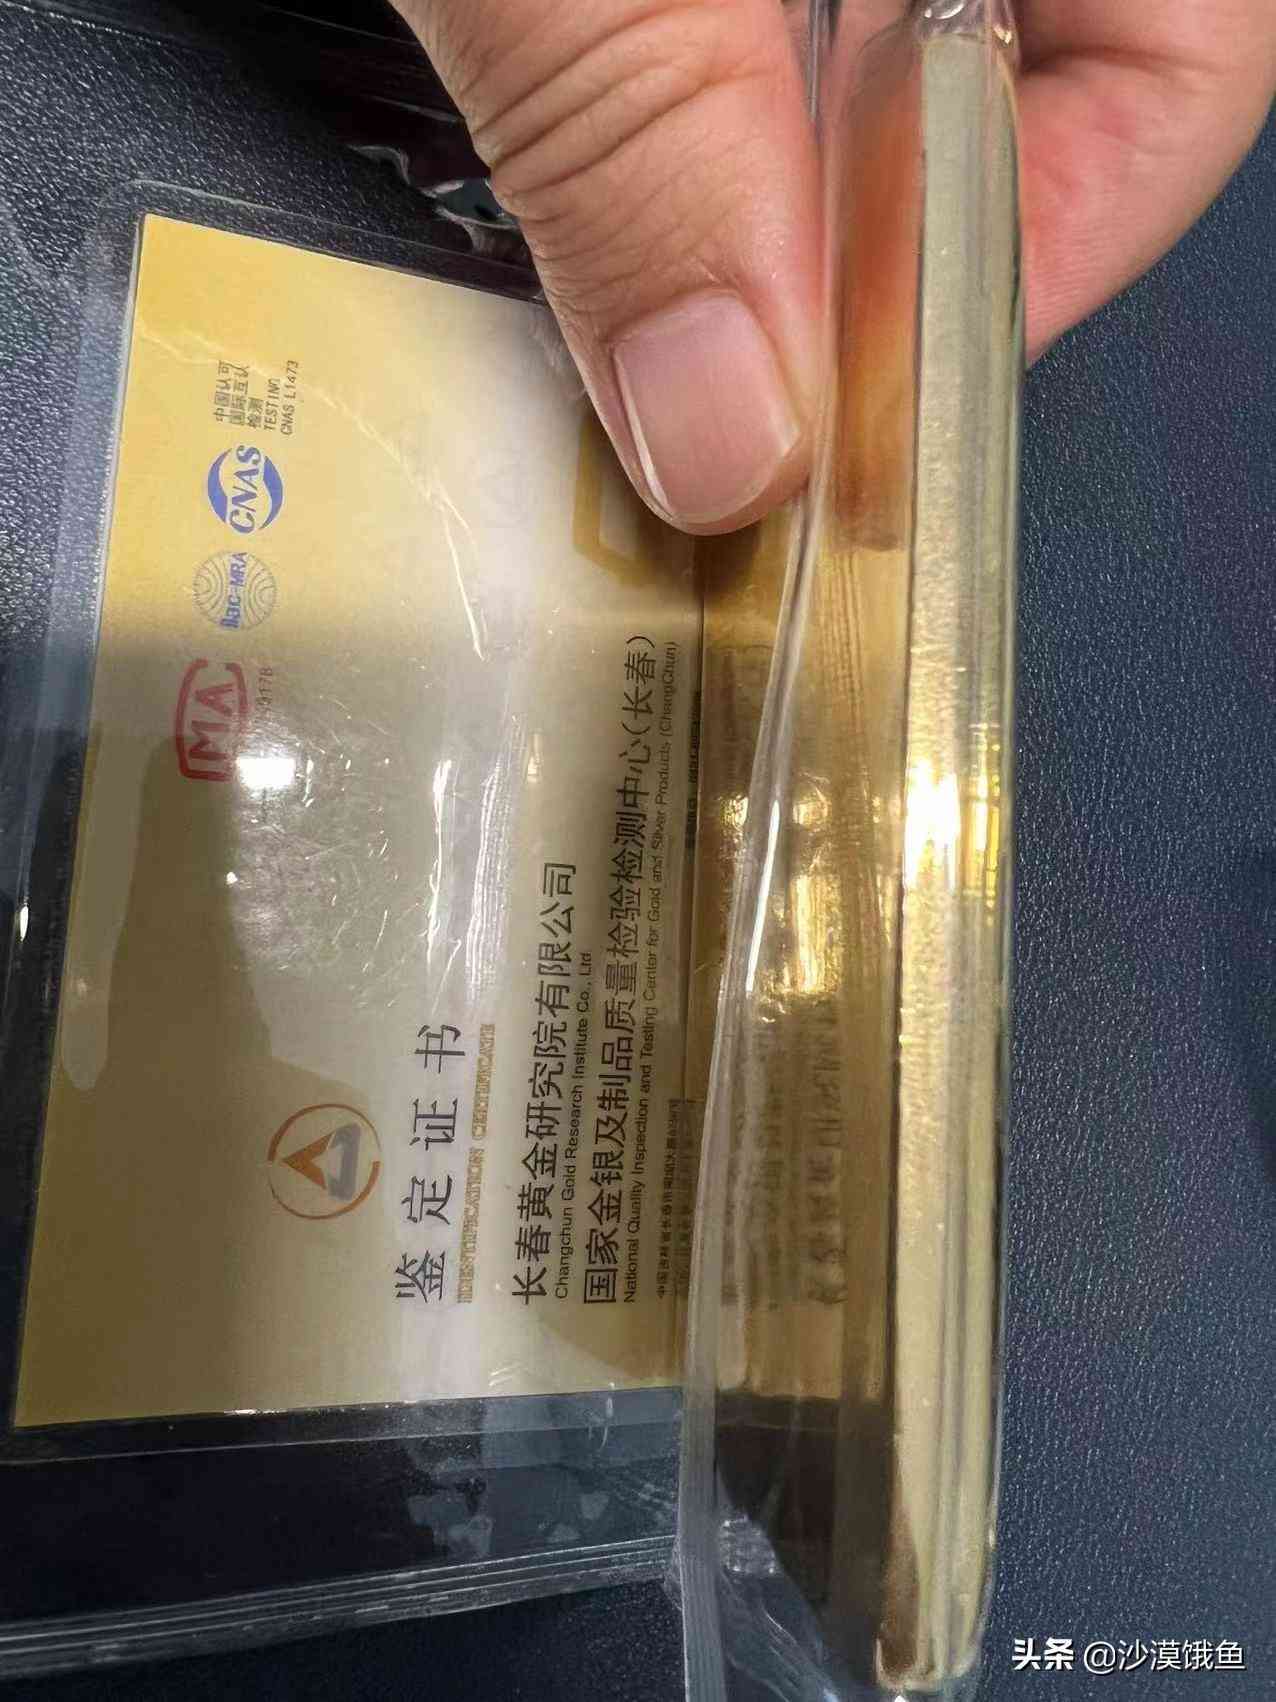 中国认可
国际互认
检测
TESTING
CNAS L1473
CNAS
ilac-MRA
MA
鉴定证书
IDENTIFICATION CERTIFICATE
长春黄金研究院有限公司
Changchun Gold Research Institute Co., Ltd
国家金银及制品质量检验检测中心(长春)
National Quality Inspection and Testing Center for Gold and Silver Products (ChangChun)
头条 @沙漠饿鱼